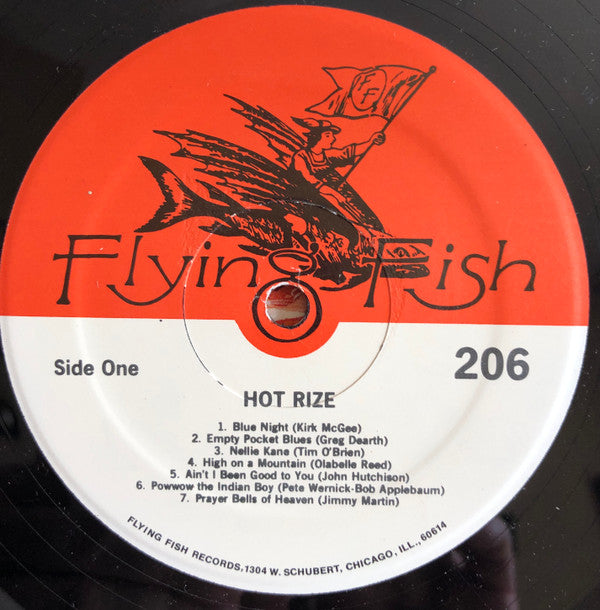 FF
Flying Fish
Side One
206
HOT RIZE
1. Blue Night (Kirk McGee)
2. Empty Pocket Blues (Greg Dearth)
3. Nellie Kane (Tim O'Brien)
4. High on a Mountain (Olabelle Reed)
5. Ain't I Been Good to You (John Hutchison)
6. Powwow the Indian Boy (Pete Wernick-Bob Applebaum)
7. Prayer Bells of Heaven (Jimmy Martin)
FLYING FISH RECORDS,1304 W. SCHUBERT, CHICAGO, ILL., 60614